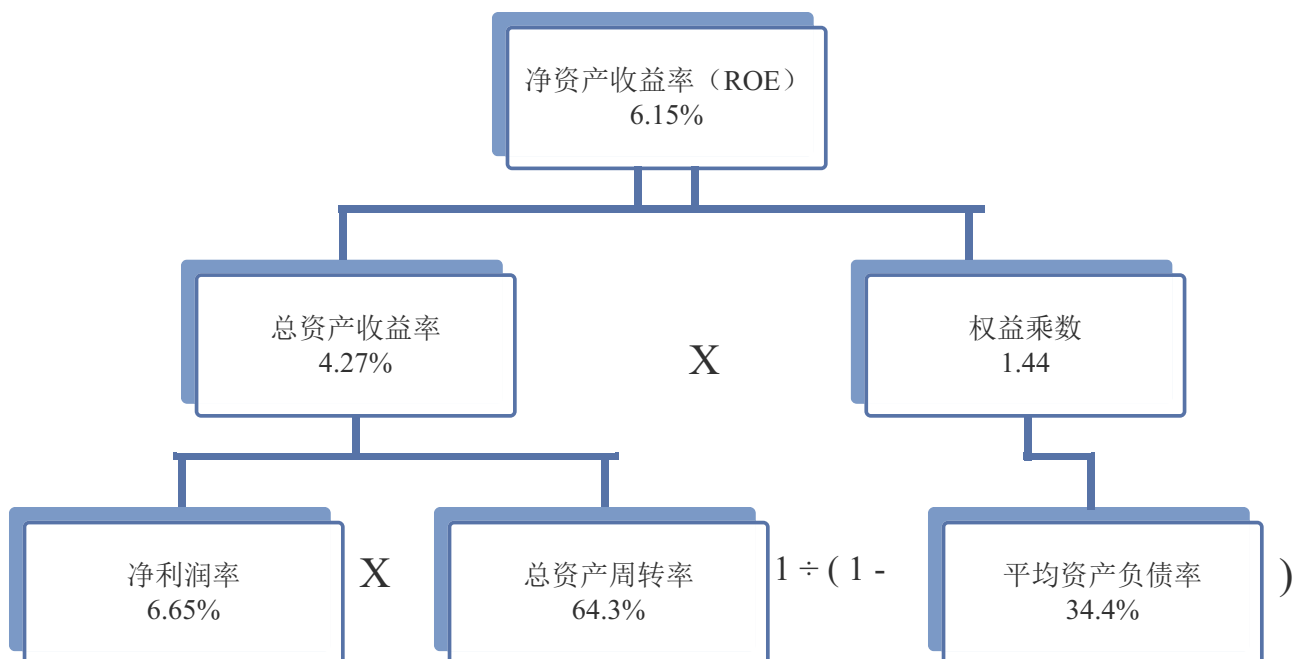 净资产收益率（ROE）
6.15%
总资产收益率
4.27%
X
权益乘数
1.44
净利润率
6.65%
X
总资产周转率
64.3%
1 ÷ ( 1 -
平均资产负债率
34.4%
)